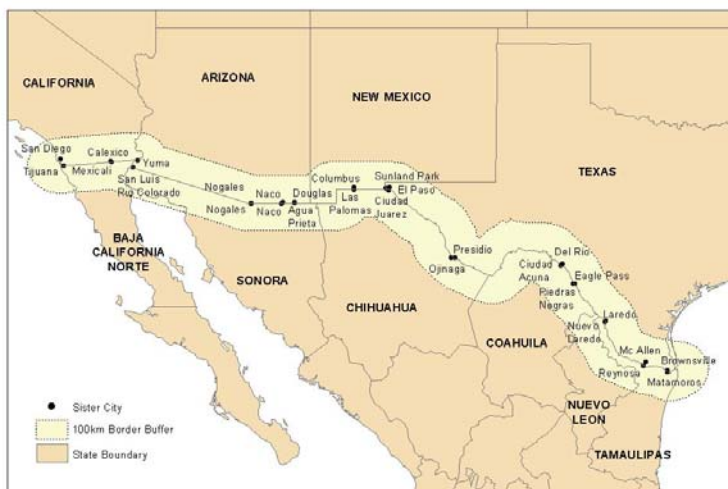 CALIFORNIA
ARIZONA
NEW MEXICO
TEXAS
San Diego
Tijuana
Calexico
Mexicali
Yuma
San Luis
Rio Colorado
Nogales
Nogales
Naco
Naco
Douglas
Agua
Prieta
Columbus
Las
Palomas
Sunland Park
El Paso
Ciudad
Juarez
Presidio
Ojinaga
Del Rio
Ciudad
Acuna
Eagle Pass
Piedras
Negras
Laredo
Nuevo
Laredo
Mc Allen
Reynosa
Brownsville
Matamoros
BAJA
CALIFORNIA
NORTE
SONORA
CHIHUAHUA
COAHUILA
NUEVO
LEON
TAMAULIPAS
Sister City
100km Border Buffer
State Boundary